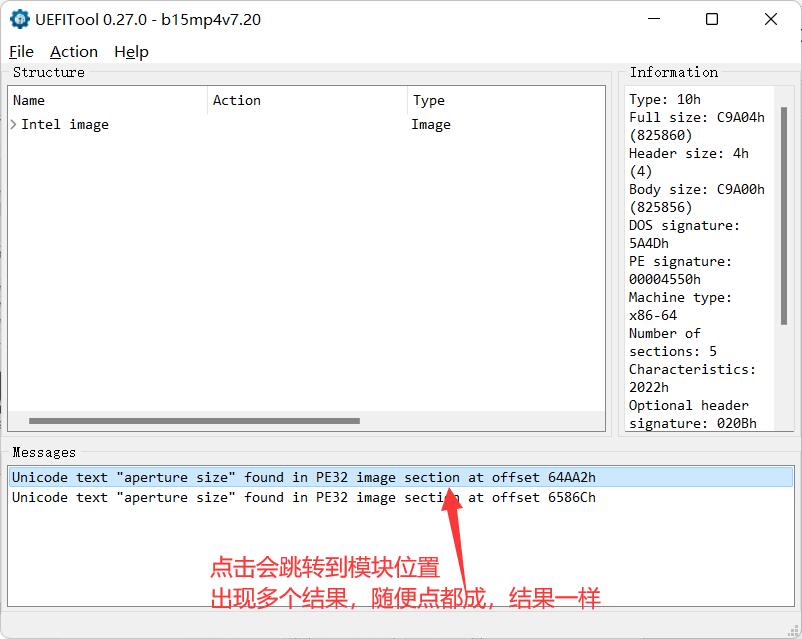 UEFITool 0.27.0 - b15mp4v7.20
File Action Help
Structure
Name Action Type
Intel image Image
Information
Type: 10h
Full size: C9A04h
(825860)
Header size: 4h
(4)
Body size: C9A00h
(825856)
DOS signature:
5A4Dh
PE signature:
00004550h
Machine type:
x86-64
Number of
sections: 5
Characteristics:
2022h
Optional header
signature: 020Bh
Messages
Unicode text "aperture size" found in PE32 image section at offset 64AA2h
Unicode text "aperture size" found in PE32 image section at offset 6586Ch
点击会跳转到模块位置
出现多个结果，随便点都成，结果一样